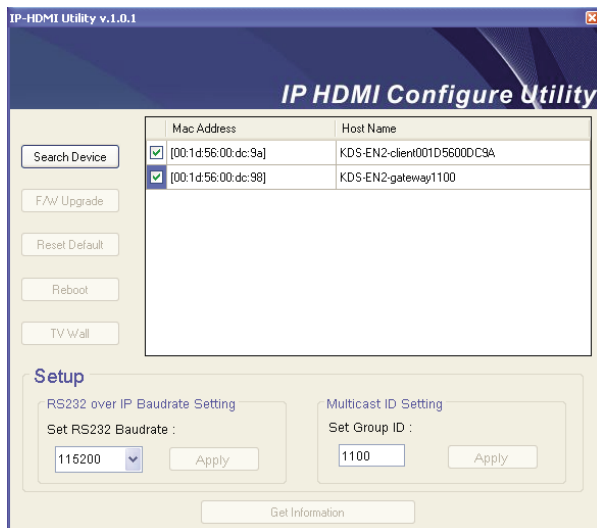 IP-HDMI Utility v.1.0.1
IP HDMI Configure Utility
Mac Address Host Name
[00:1d:56:00:dc:9a] KDS-EN2-client001D5600DC9A
[00:1d:56:00:dc:98] KDS-EN2-gateway1100
Search Device
F/W Upgrade
Reset Default
Reboot
TV Wall
Setup
RS232 over IP Baudrate Setting
Set RS232 Baudrate :
115200 Apply
Multicast ID Setting
Set Group ID :
1100 Apply
Get Information